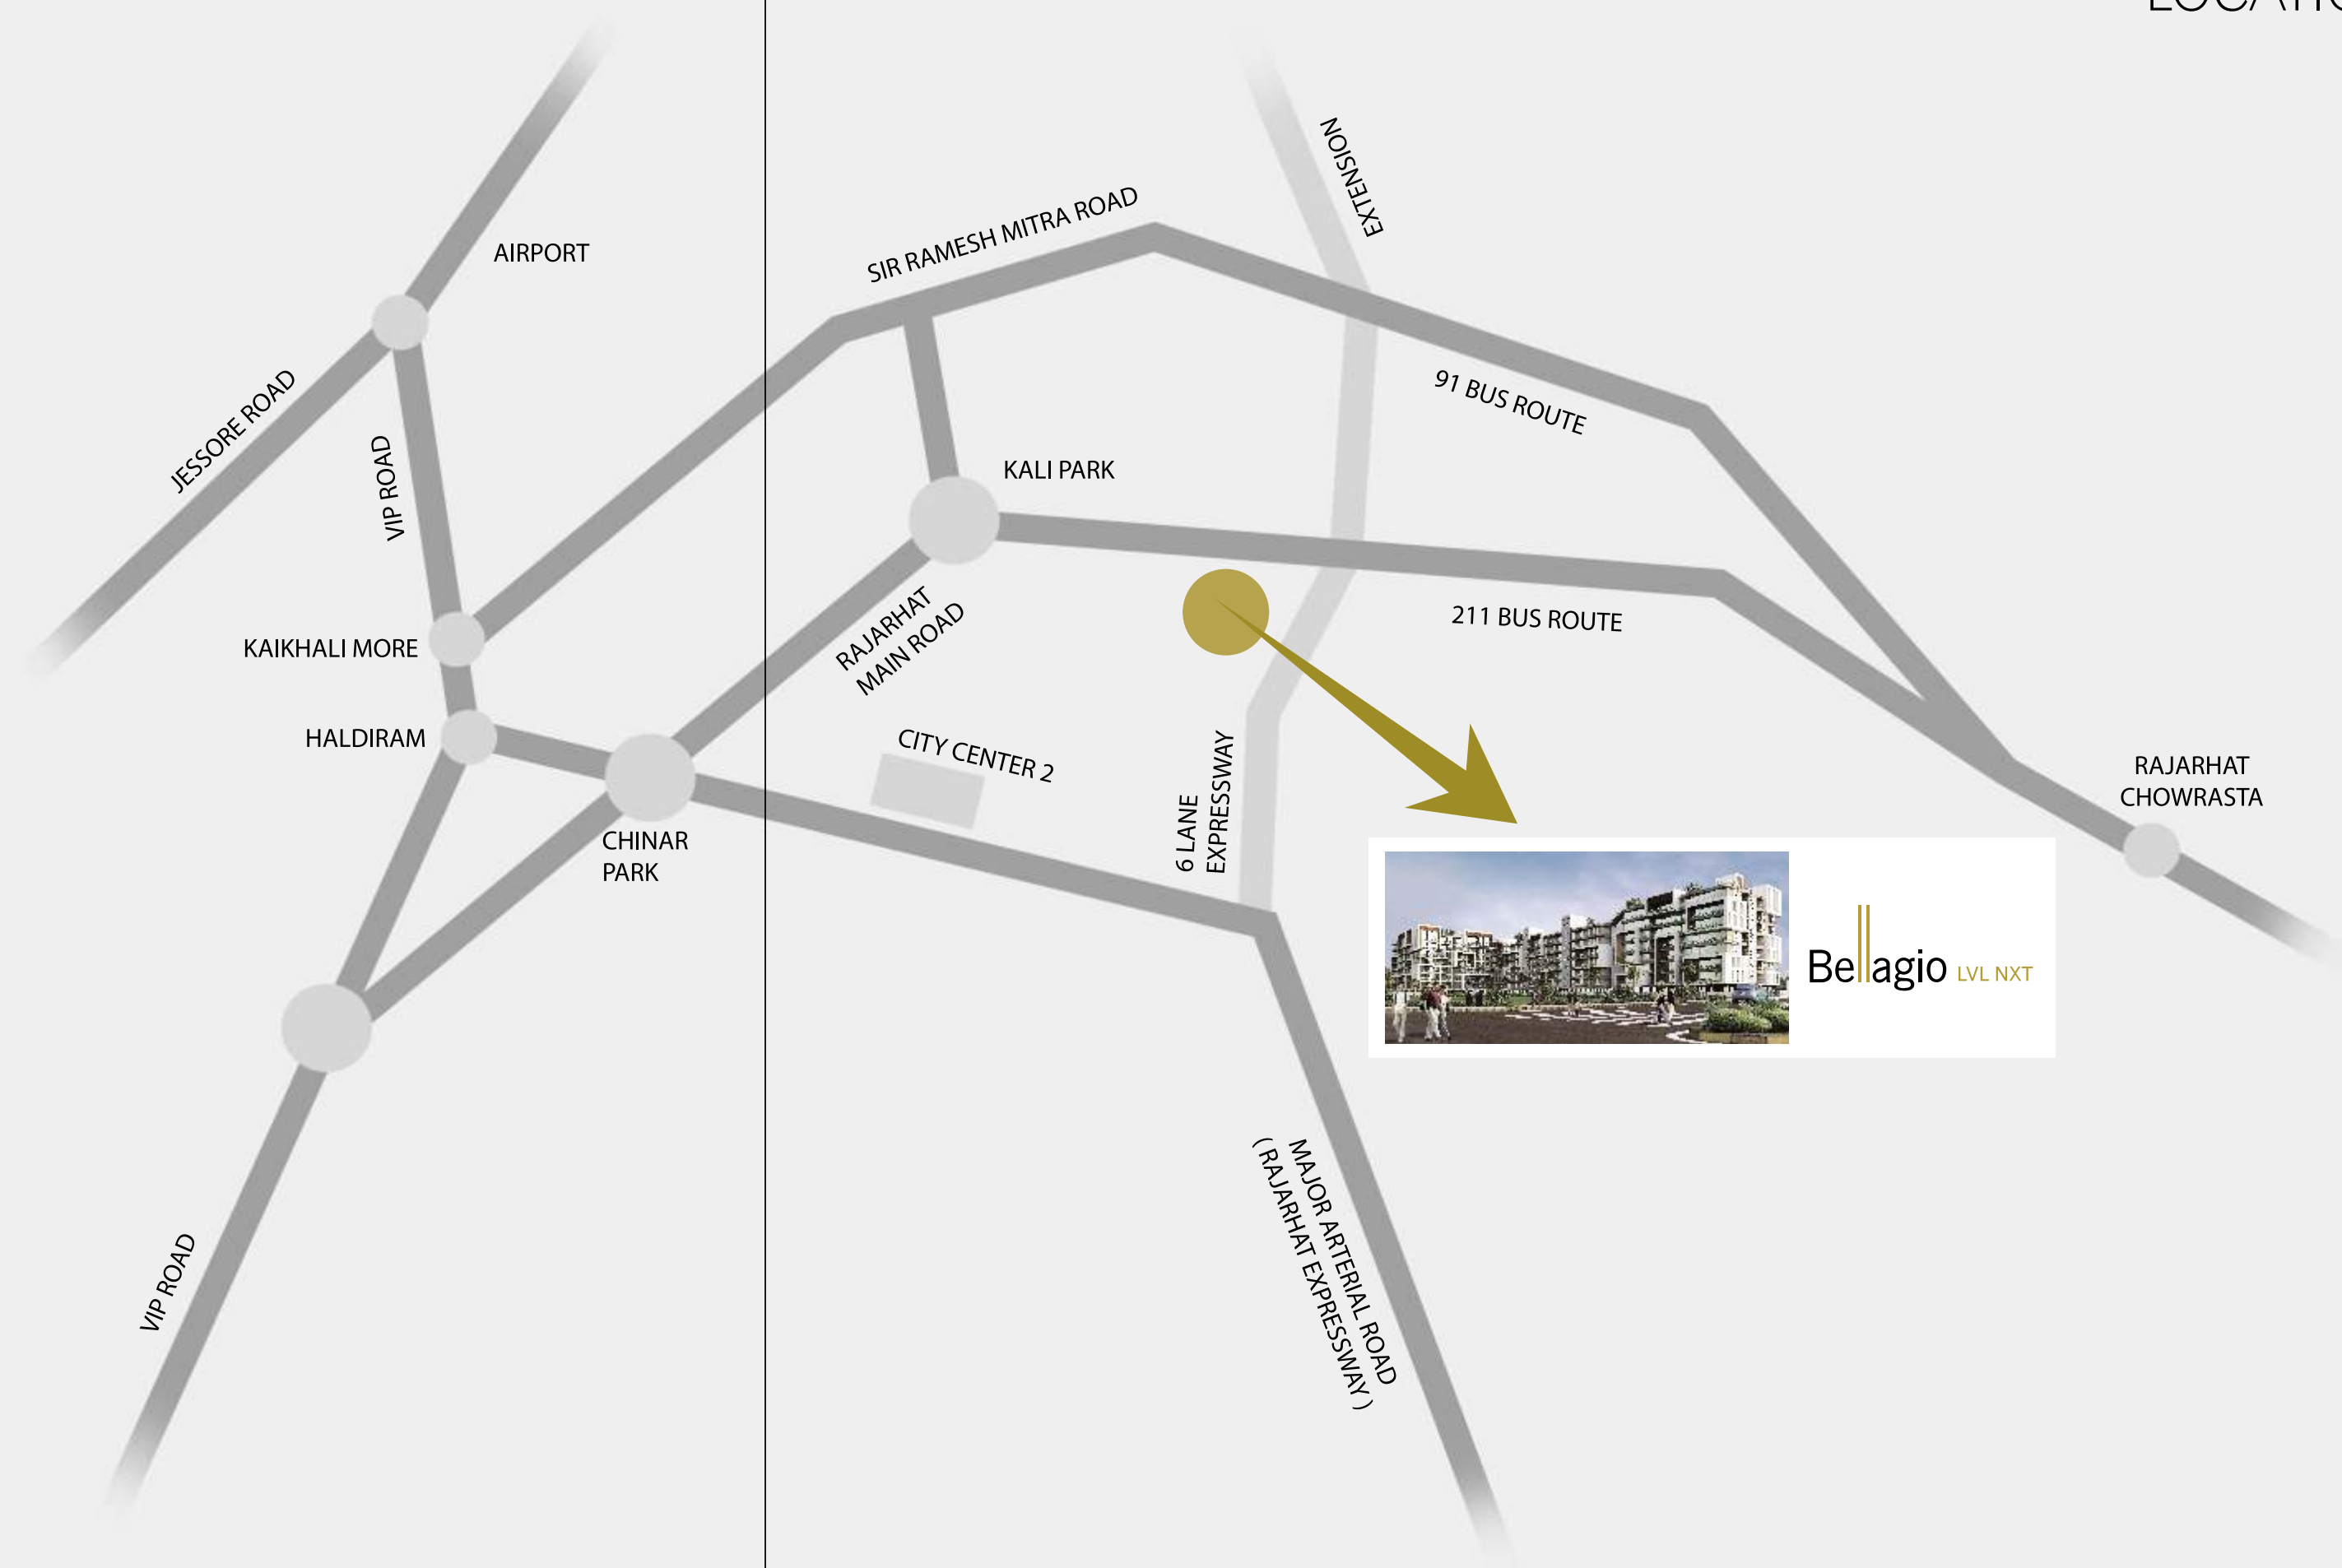 EXTENSION
SIR RAMESH MITRA ROAD
AIRPORT
JESSORE ROAD
VIP ROAD
91 BUS ROUTE
KALI PARK
KAIKHALI MORE
RAJARHAT
MAIN ROAD
211 BUS ROUTE
HALDIRAM
CITY CENTER 2
6 LANE
EXPRESSWAY
RAJARHAT
CHOWRASTA
CHINAR
PARK
Bellagio LVL NXT
MAJOR ARTERIAL ROAD
( RAJARHAT EXPRESSWAY )
VIP ROAD